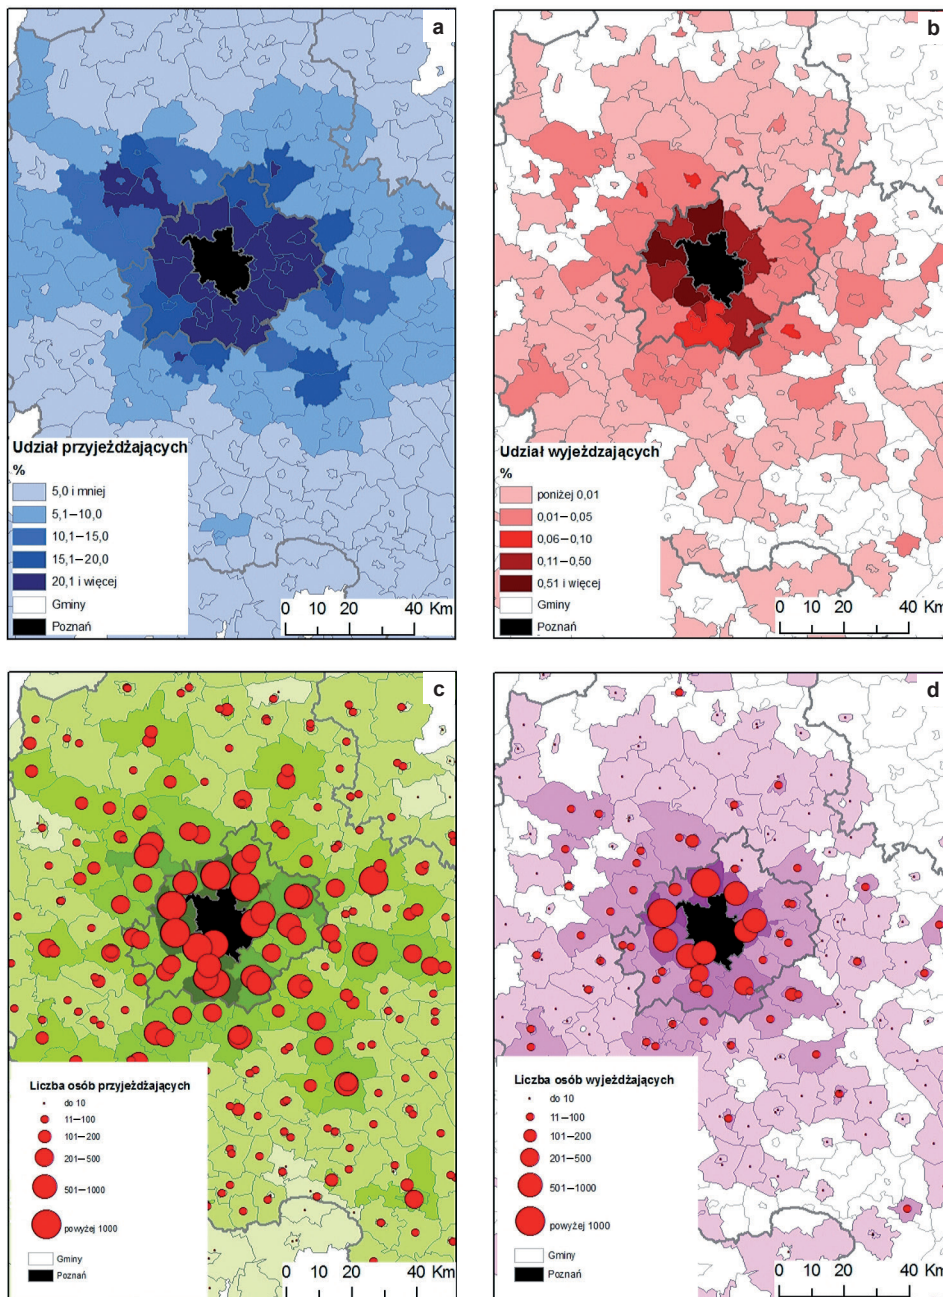 a
Udział przyjeżdżających
%
5,0 i mniej
5,1–10,0
10,1–15,0
15,1–20,0
20,1 i więcej
Gminy
Poznań
0 10 20 40 Km
b
Udział wyjeżdzających
%
poniżej 0,01
0,01–0,05
0,06–0,10
0,11–0,50
0,51 i więcej
Gminy
Poznań
0 10 20 40 Km
c
Liczba osób przyjeżdżających
do 10
11–100
101–200
201–500
501–1000
powyżej 1000
Gminy
Poznań
0 10 20 40 Km
d
Liczba osób wyjeżdżających
do 10
11–100
101–200
201–500
501–1000
powyżej 1000
Gminy
Poznań
0 10 20 40 Km